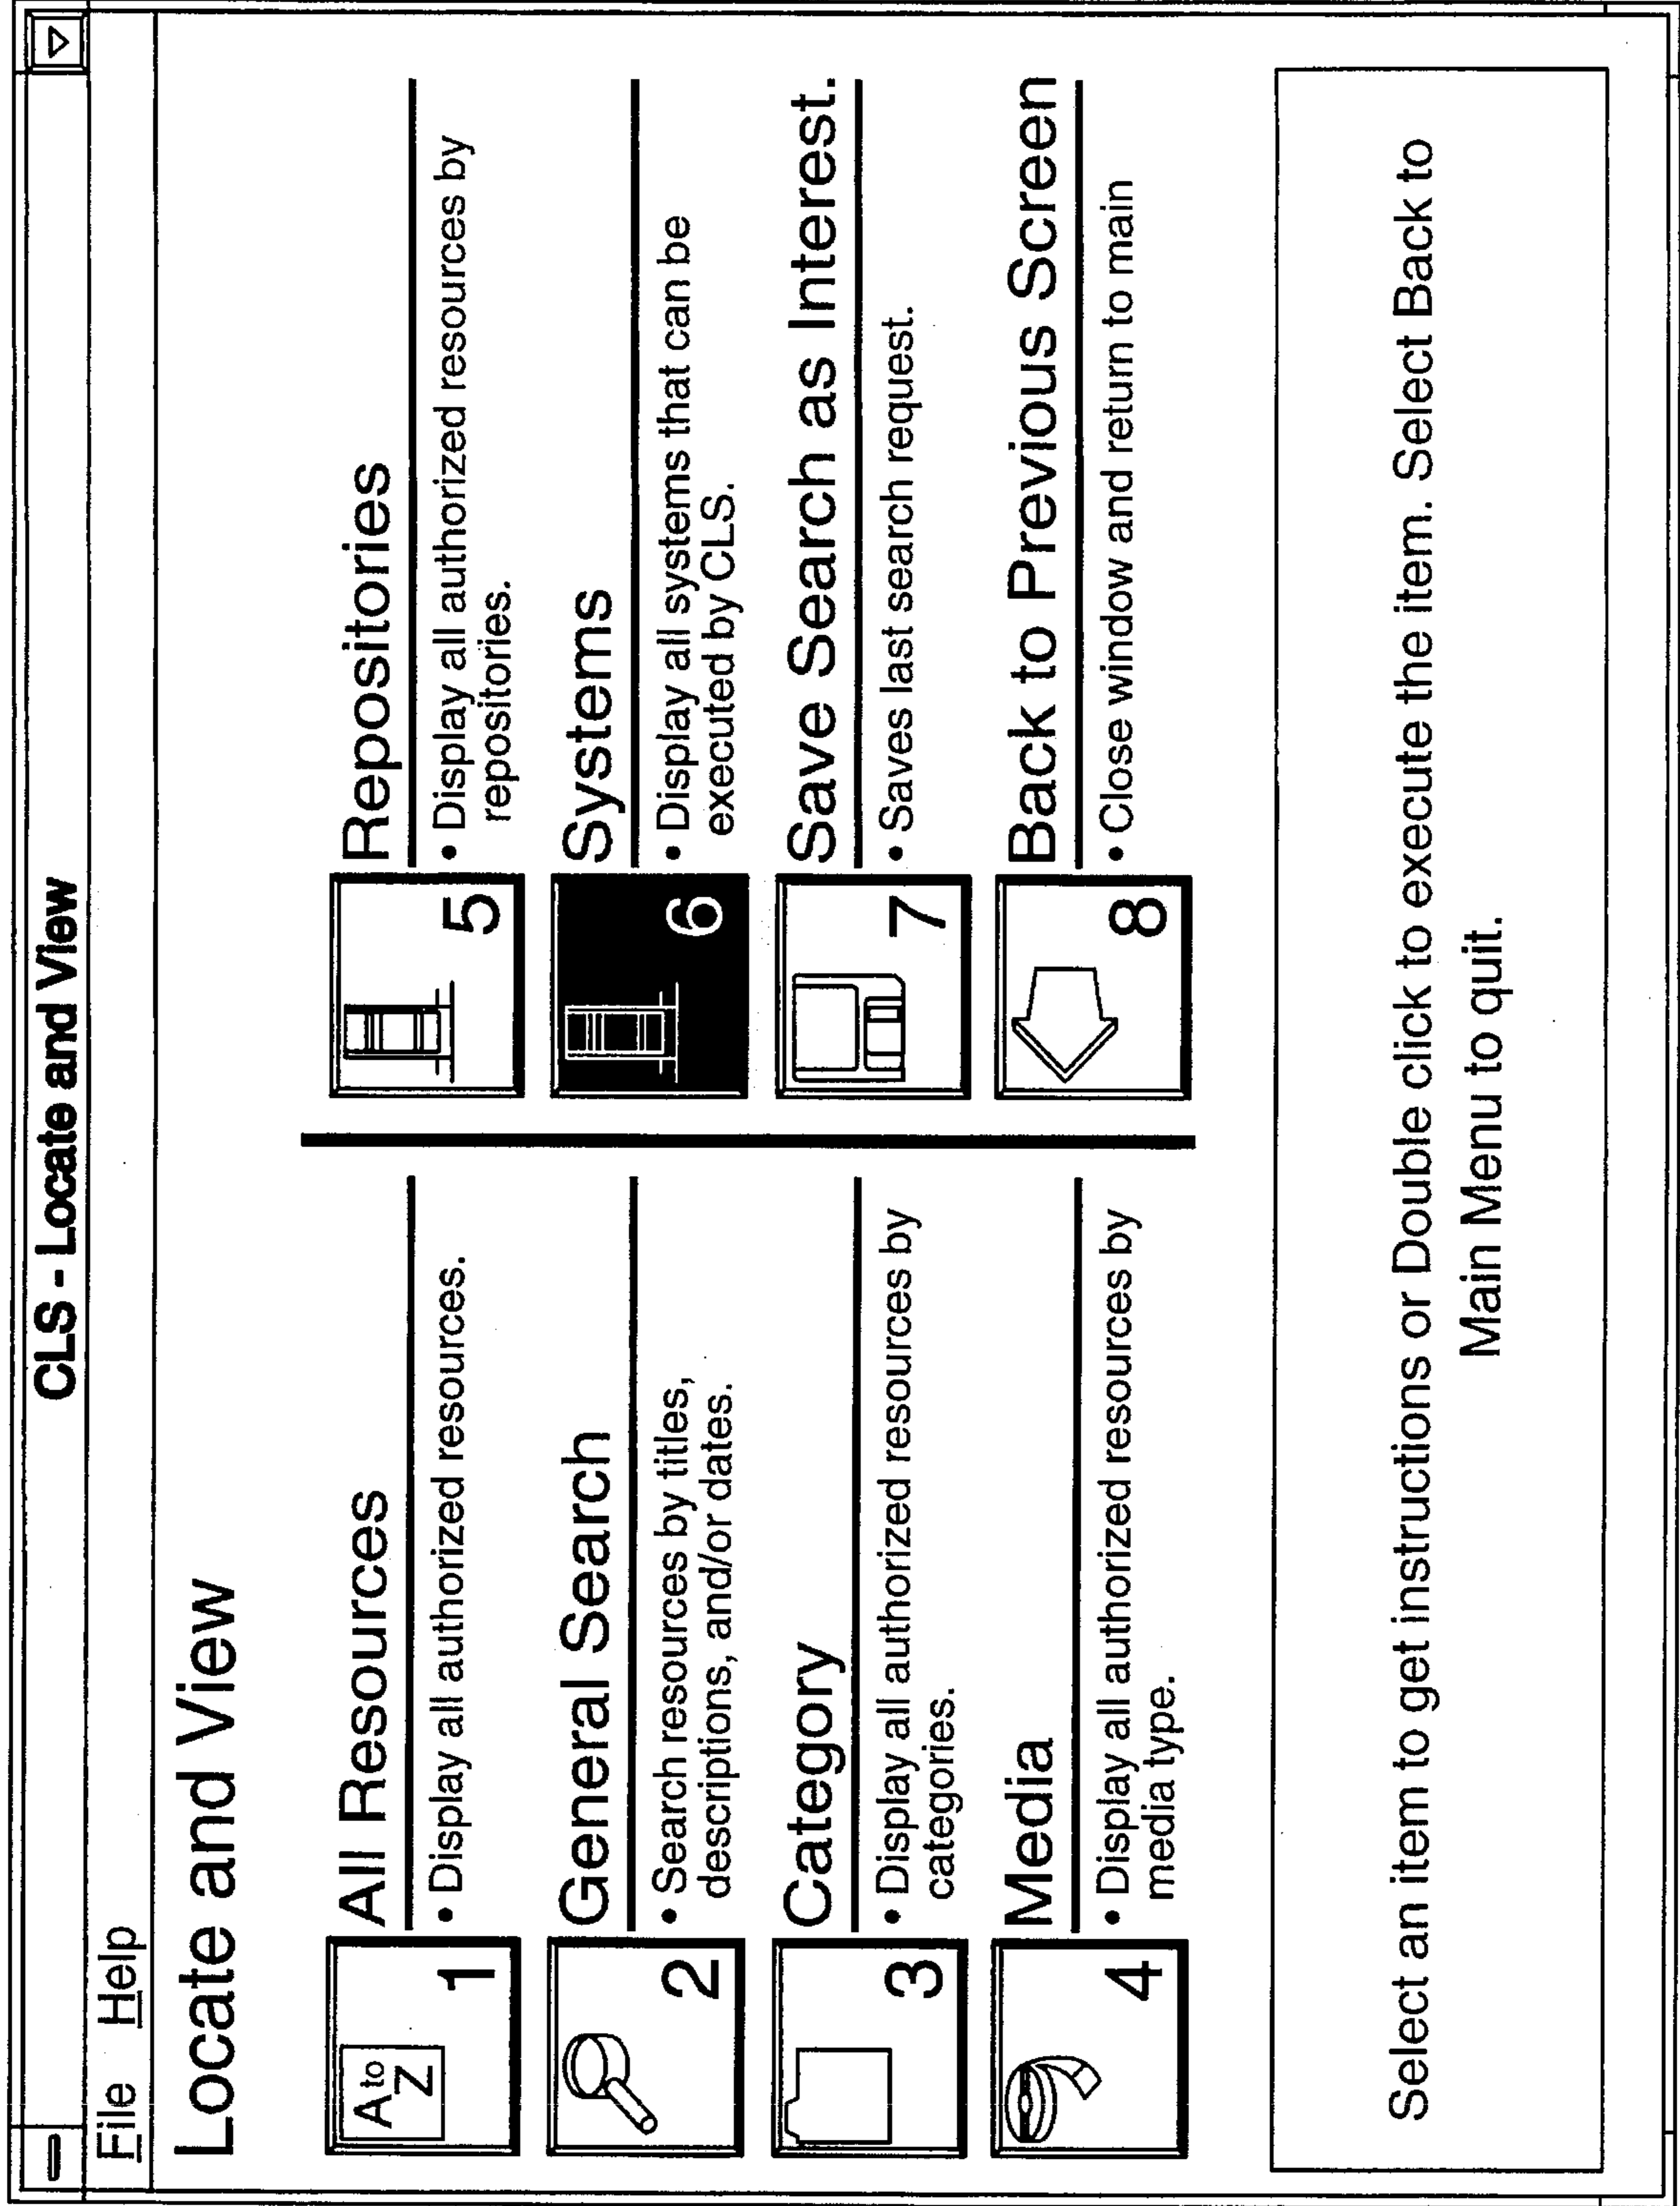 CLS - Locate and View
File Help
Locate and View
A to
Z
1
All Resources
• Display all authorized resources.
2
General Search
• Search resources by titles,
descriptions, and/or dates.
3
Category
• Display all authorized resources by
categories.
4
Media
• Display all authorized resources by
media type.
5
Repositories
• Display all authorized resources by
repositories.
6
Systems
• Display all systems that can be
executed by CLS.
7
Save Search as Interest.
• Saves last search request.
8
Back to Previous Screen
• Close window and return to main
Select an item to get instructions or Double click to execute the item. Select Back to
Main Menu to quit.